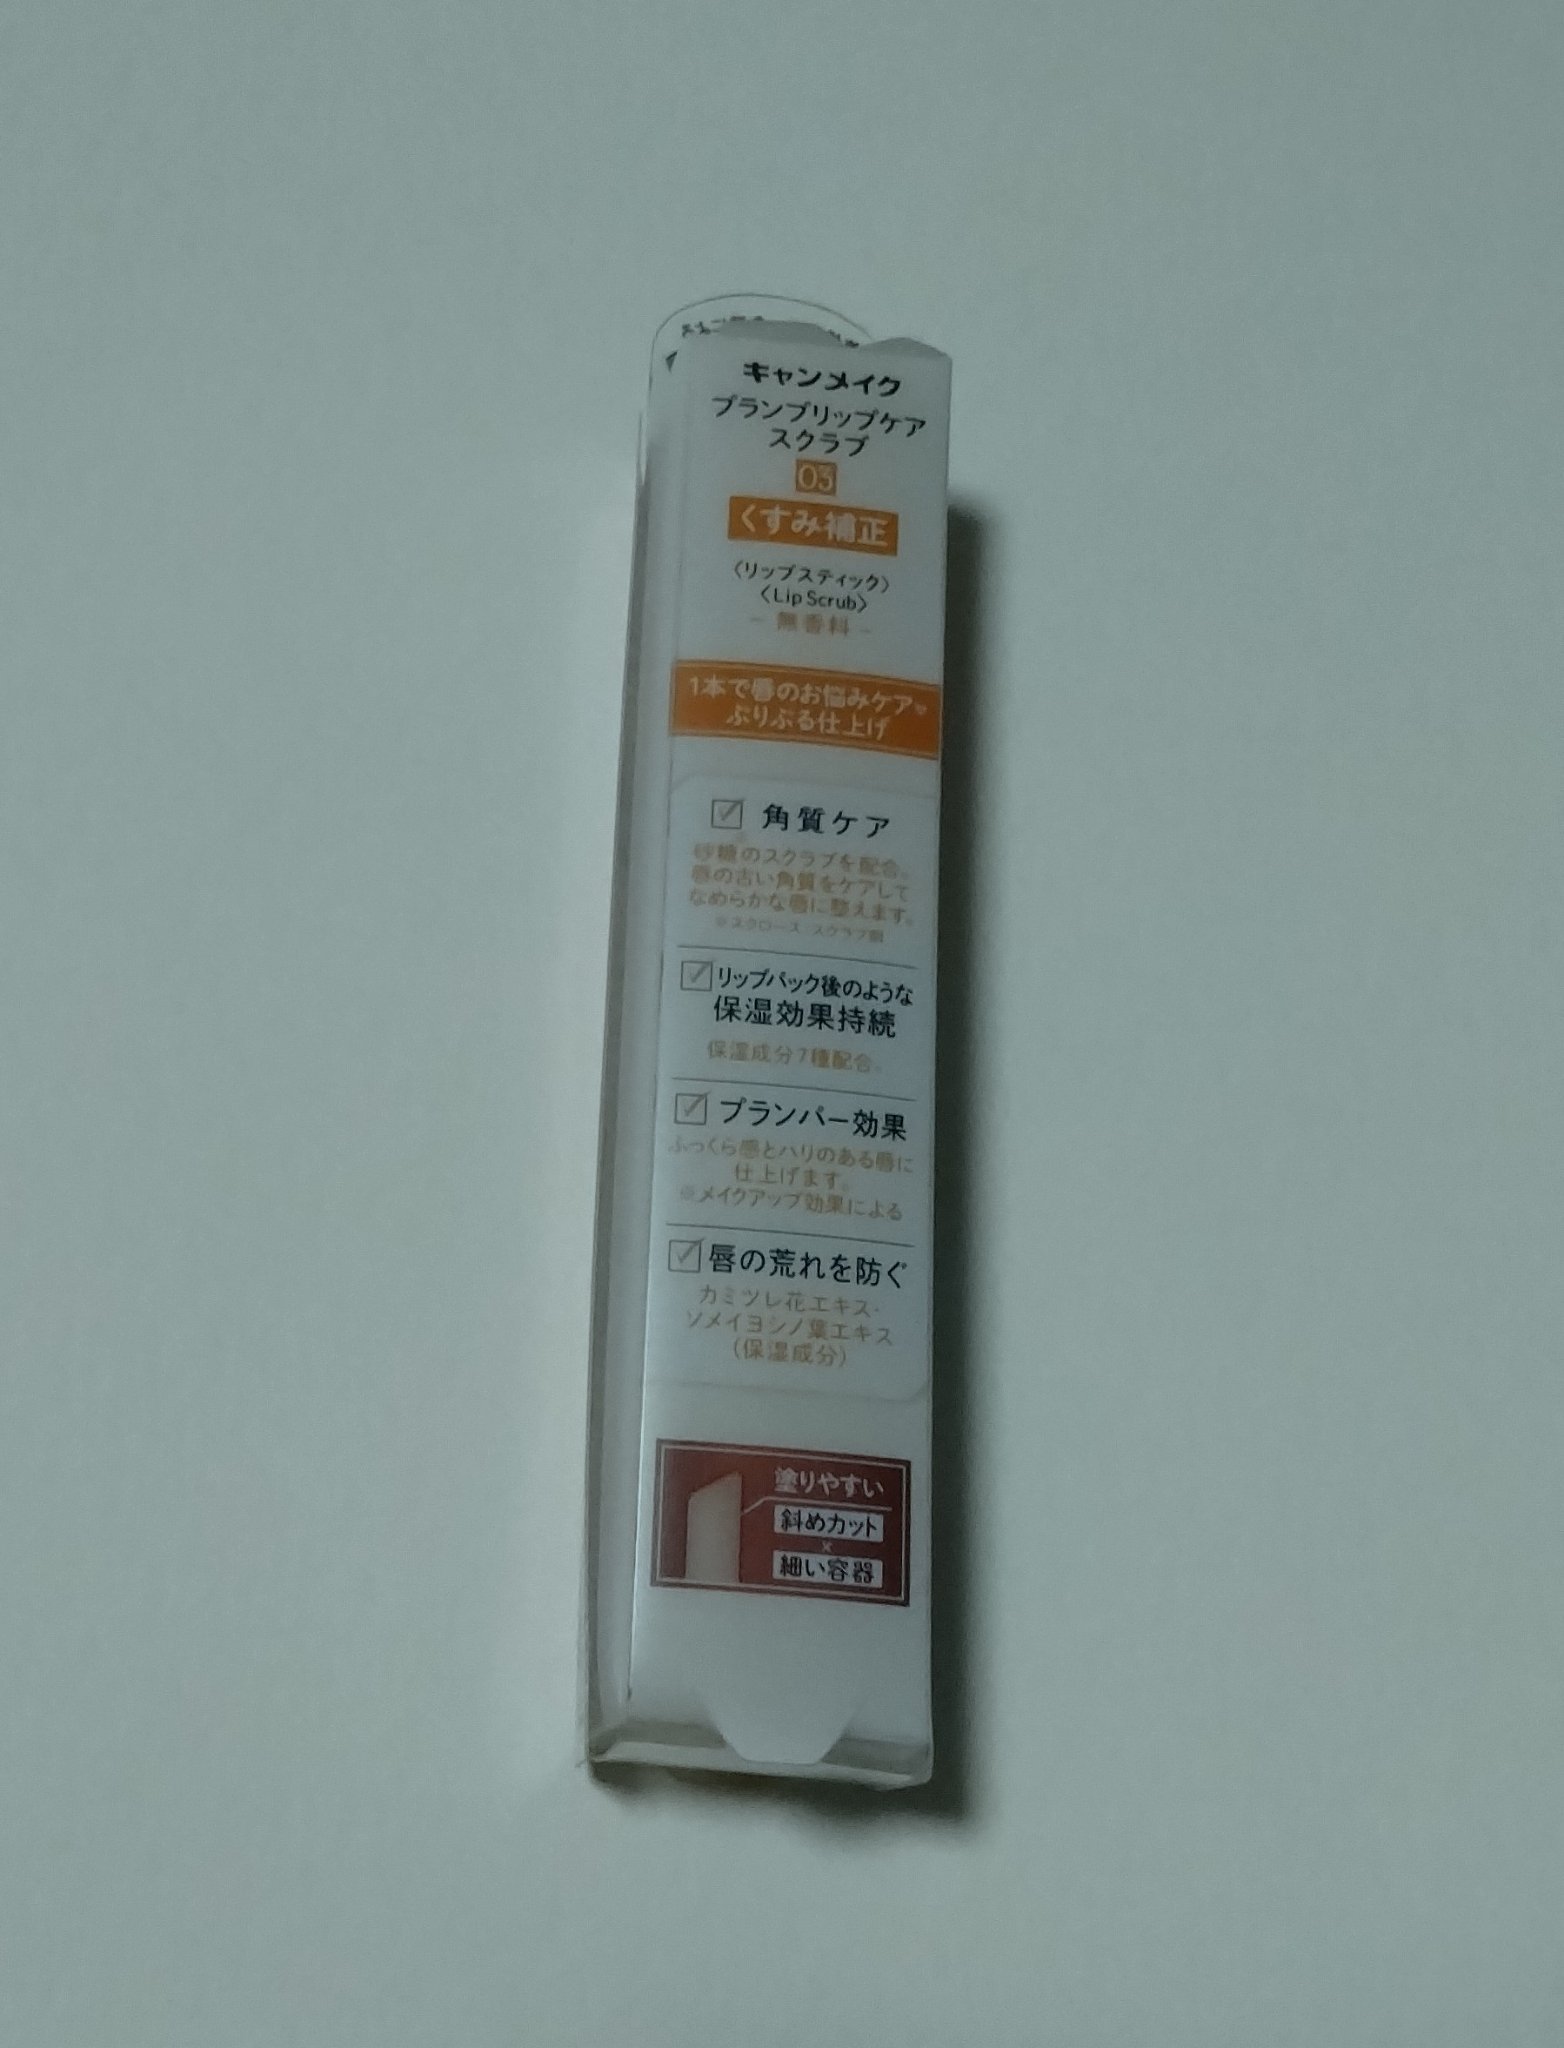 キャンメイク
プランプリップケア
スクラブ
03
くすみ補正
〈リップスティック〉
〈Lip Scrub〉
– 無香料 –
1本で唇のお悩みケア
ぷりぷる仕上げ
角質ケア
砂糖のスクラブを配合。
唇の古い角質をケアして
なめらかな唇に整えます。
※スクロース:スクラブ剤
リップパック後のような
保湿効果持続
保湿成分7種配合。
プランパー効果
ふっくら感とハリのある唇に
仕上げます。
※メイクアップ効果による
唇の荒れを防ぐ
カミツレ花エキス・
ソメイヨシノ葉エキス
(保湿成分)
塗りやすい
斜めカット
×
細い容器